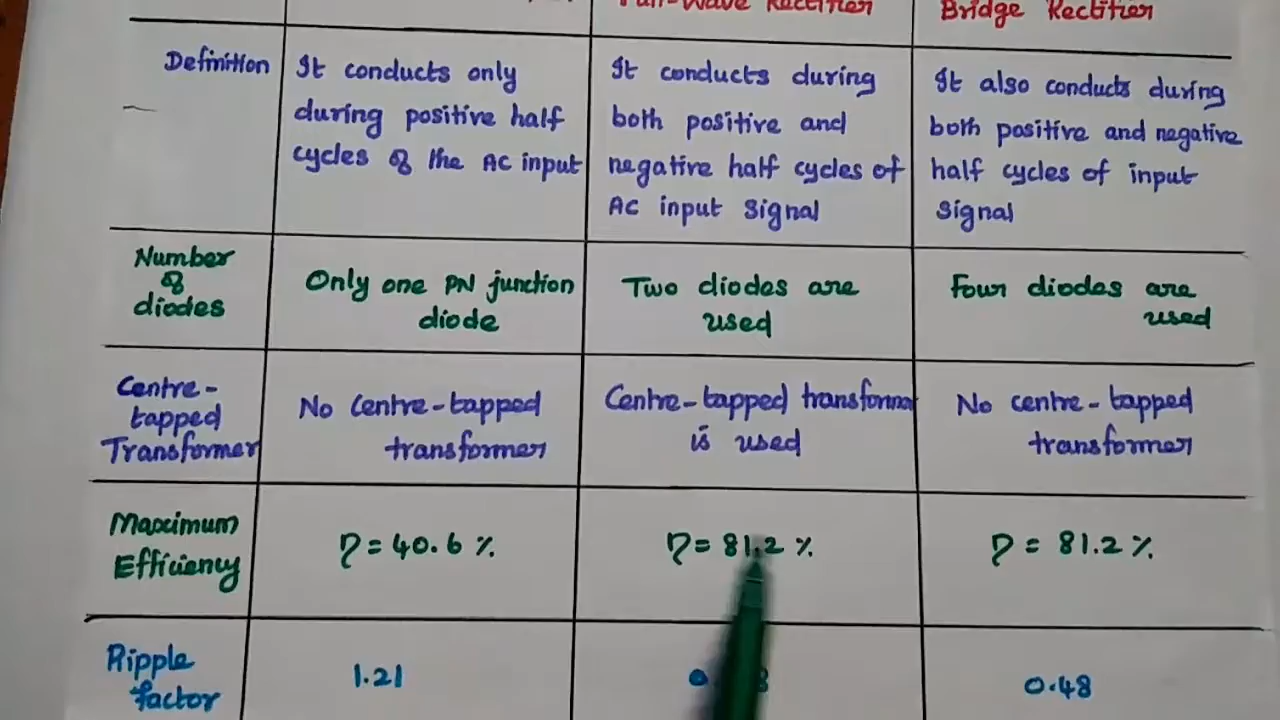 Full-Wave Rectifier
Bridge Rectifier
Definition
It conducts only
during positive half
cycles of the AC input
It conducts during
both positive and
negative half cycles of
AC input signal
It also conducts during
both positive and negative
half cycles of input
signal
Number
of
diodes
Only one PN junction
diode
Two diodes are
used
Four diodes are
used
Centre-
tapped
Transformer
No Centre-tapped
transformer
Centre-tapped transformer
is used
No centre-tapped
transformer
Maximum
Efficiency
η = 40.6 %
η = 81.2 %
η = 81.2 %
Ripple
factor
1.21
0.48